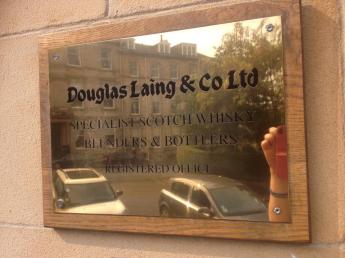 Douglas Laing & Co Ltd
SPECIALIST SCOTCH WHISKY
BLENDERS & BOTTLERS
REGISTERED OFFICE